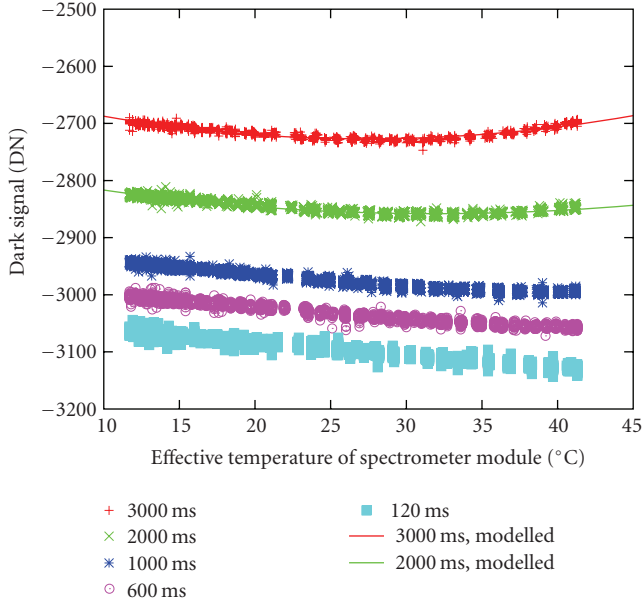 −2500
−2600
−2700
−2800
−2900
−3000
−3100
−3200
Dark signal (DN)
10 15 20 25 30 35 40 45
Effective temperature of spectrometer module (°C)
3000 ms
2000 ms
1000 ms
600 ms
120 ms
3000 ms, modelled
2000 ms, modelled